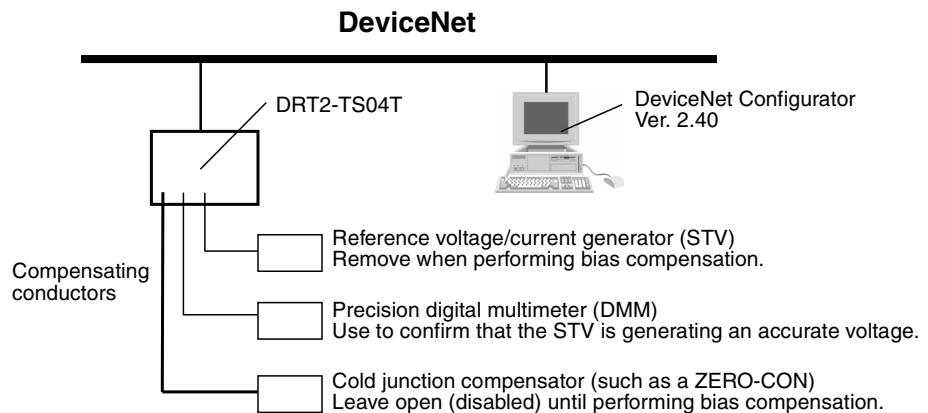 DeviceNet
DRT2-TS04T
DeviceNet Configurator
Ver. 2.40
Reference voltage/current generator (STV)
Remove when performing bias compensation.
Compensating
conductors
Precision digital multimeter (DMM)
Use to confirm that the STV is generating an accurate voltage.
Cold junction compensator (such as a ZERO-CON)
Leave open (disabled) until performing bias compensation.